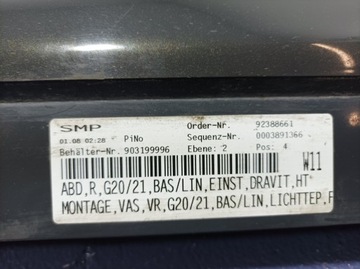 SMP Order-Nr. 92388661
01.08 02:28 PiNo Sequenz-Nr. 0003891366
Behälter-Nr. 903199996 Ebene: 2 Pos: 4
W11
ABD,R,G20/21,BAS/LIN,EINST,DRAVIT,HT
MONTAGE,VAS,VR,G20/21,BAS/LIN,LICHTTEP,F